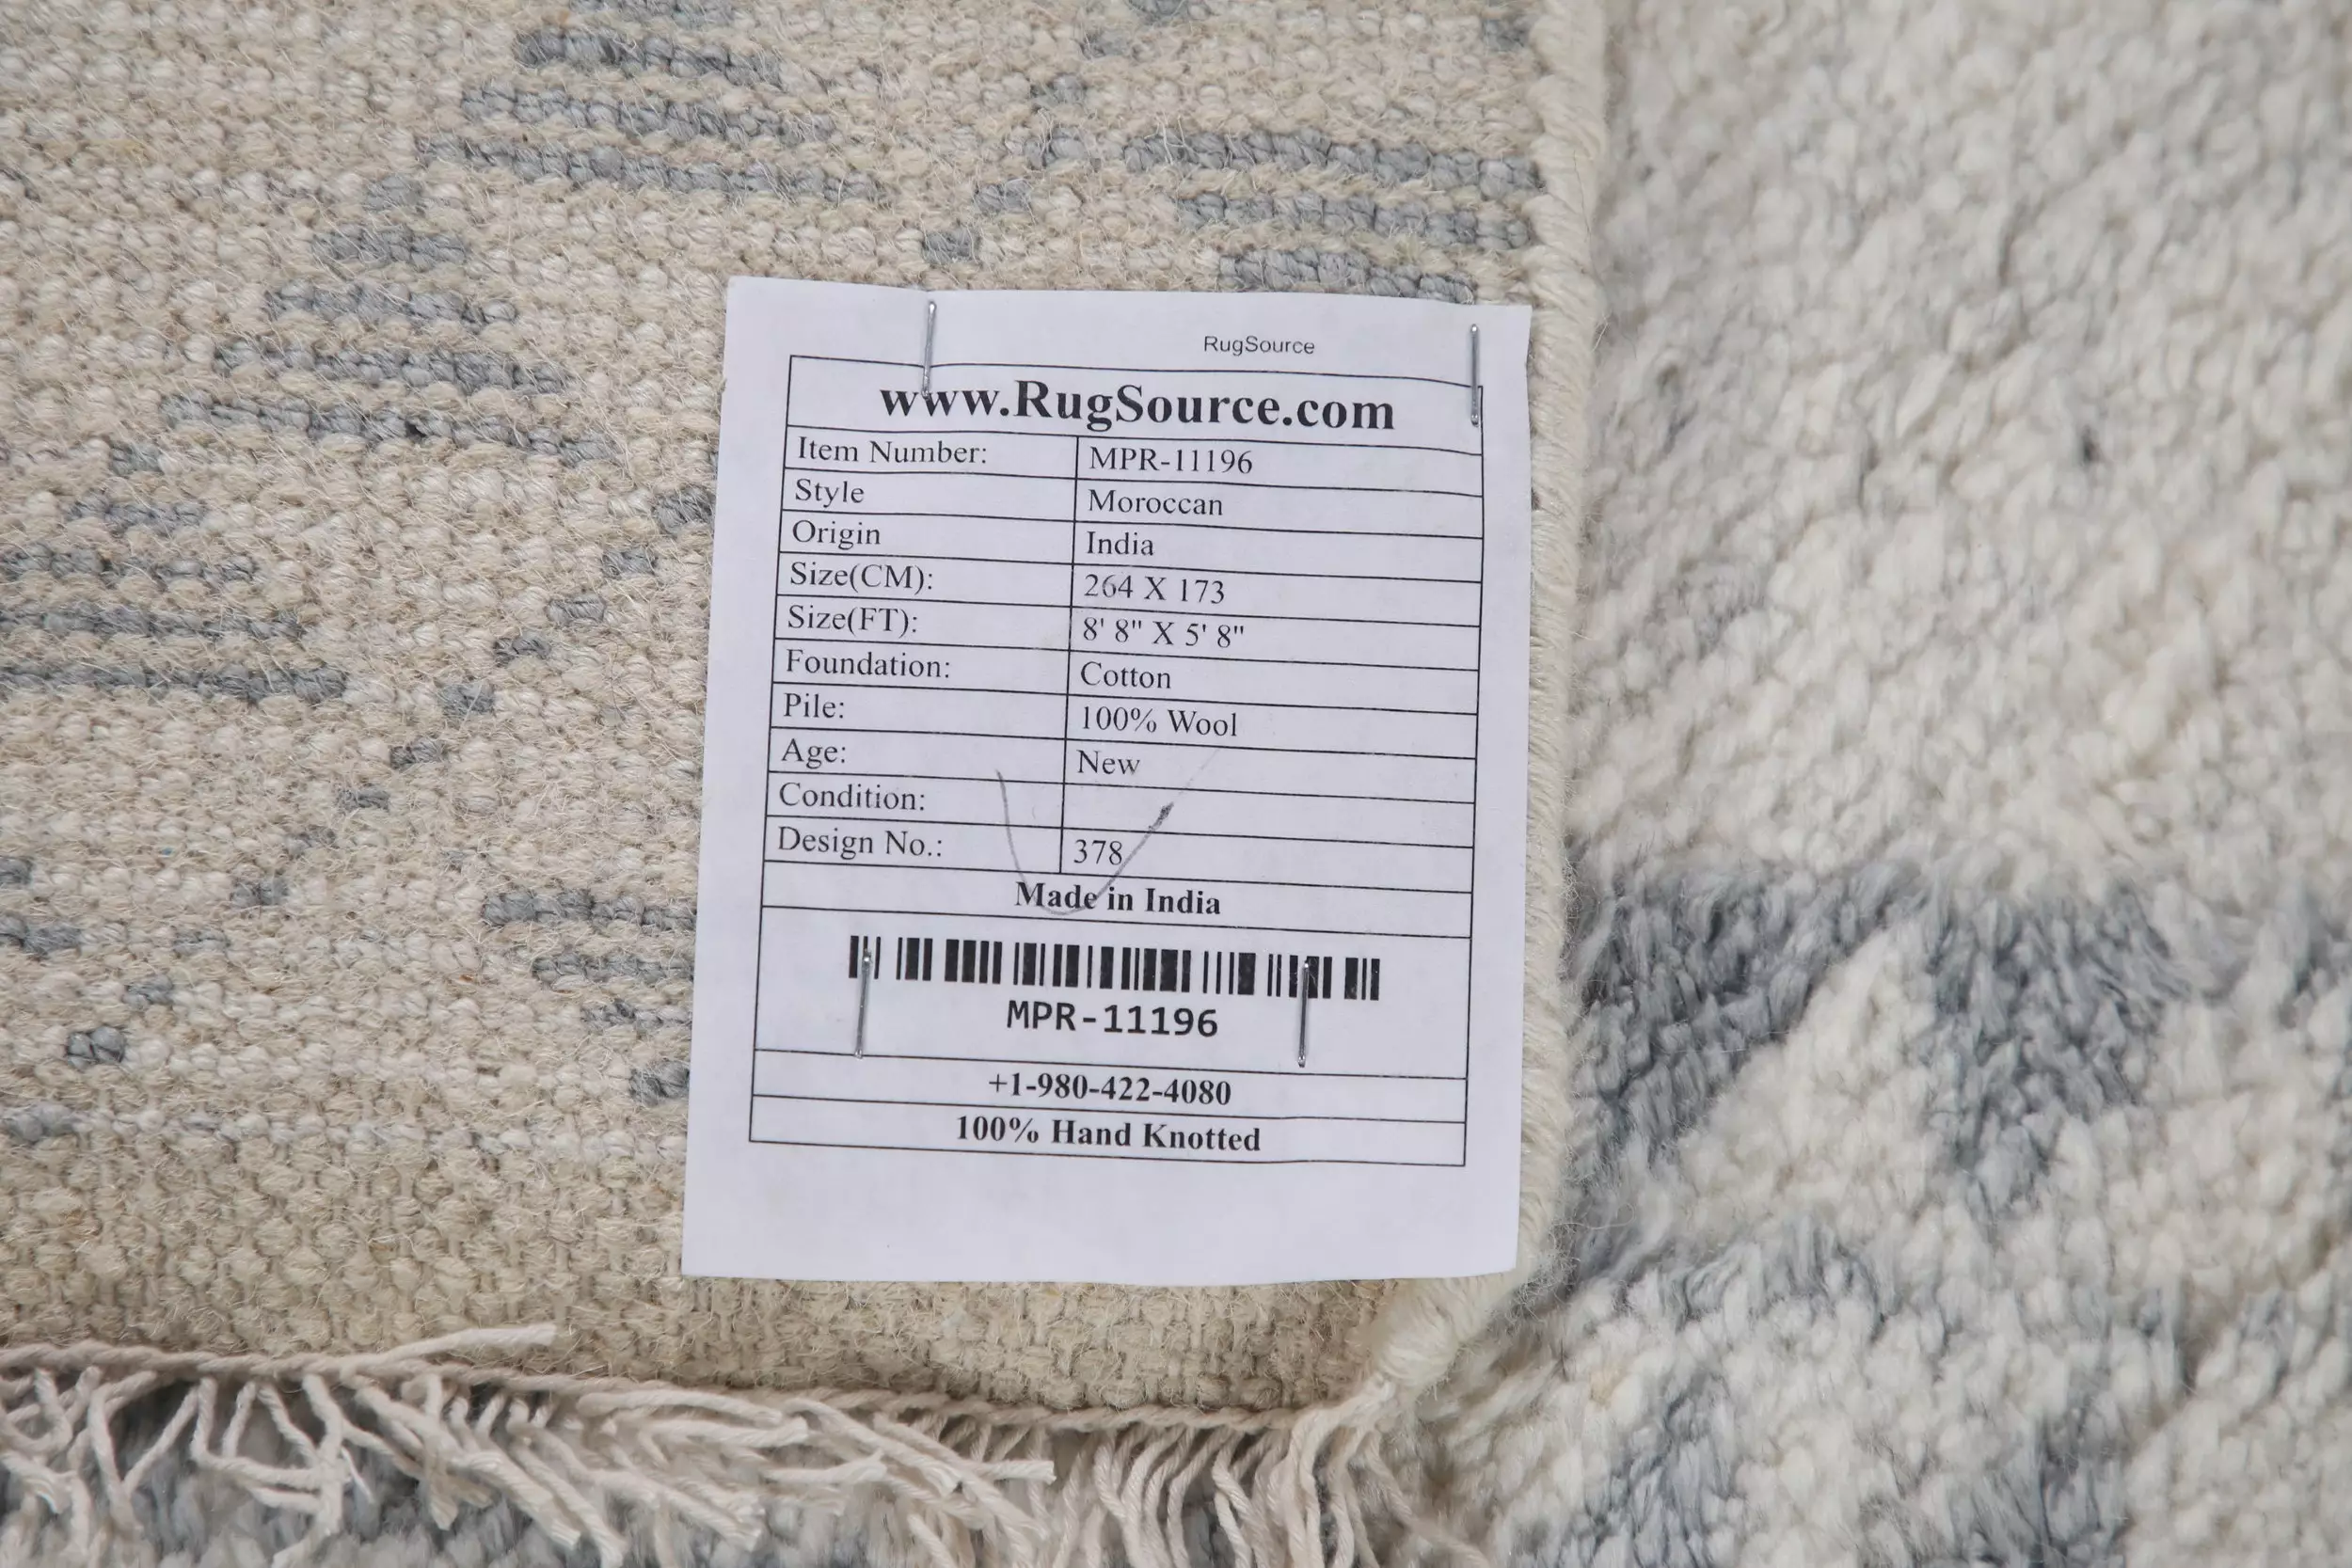 RugSource
www.RugSource.com
Item Number: MPR-11196
Style Moroccan
Origin India
Size(CM): 264 X 173
Size(FT): 8' 8" X 5' 8"
Foundation: Cotton
Pile: 100% Wool
Age: New
Condition:
Design No.: 378
Made in India
MPR-11196
+1-980-422-4080
100% Hand Knotted